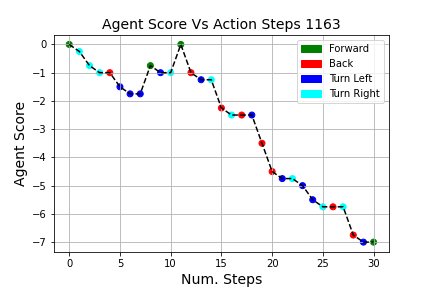 Agent Score Vs Action Steps 1163
Forward
Back
Turn Left
Turn Right
Agent Score
0
−1
−2
−3
−4
−5
−6
−7
0 5 10 15 20 25 30
Num. Steps